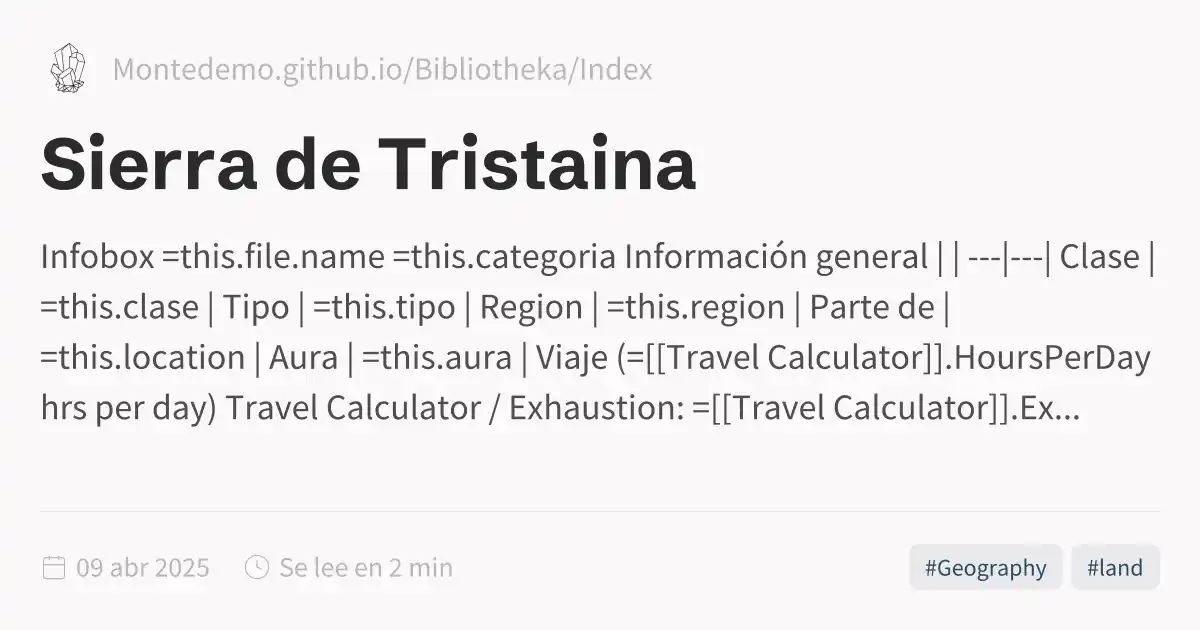 Montedemo.github.io/Bibliotheka/Index
Sierra de Tristaina
Infobox =this.file.name =this.categoria Información general | | ---|---| Clase |
=this.clase | Tipo | =this.tipo | Region | =this.region | Parte de |
=this.location | Aura | =this.aura | Viaje (=[[Travel Calculator]].HoursPerDay
hrs per day) Travel Calculator / Exhaustion: =[[Travel Calculator]].Ex...
09 abr 2025 Se lee en 2 min #Geography #land